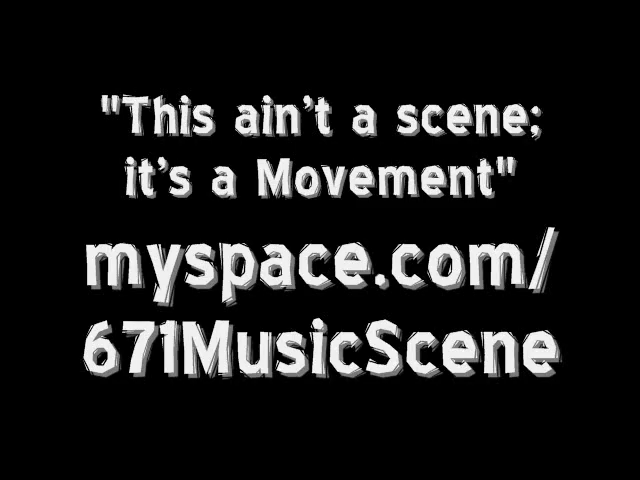 "This ain't a scene;
it's a Movement"
myspace.com/
671MusicScene